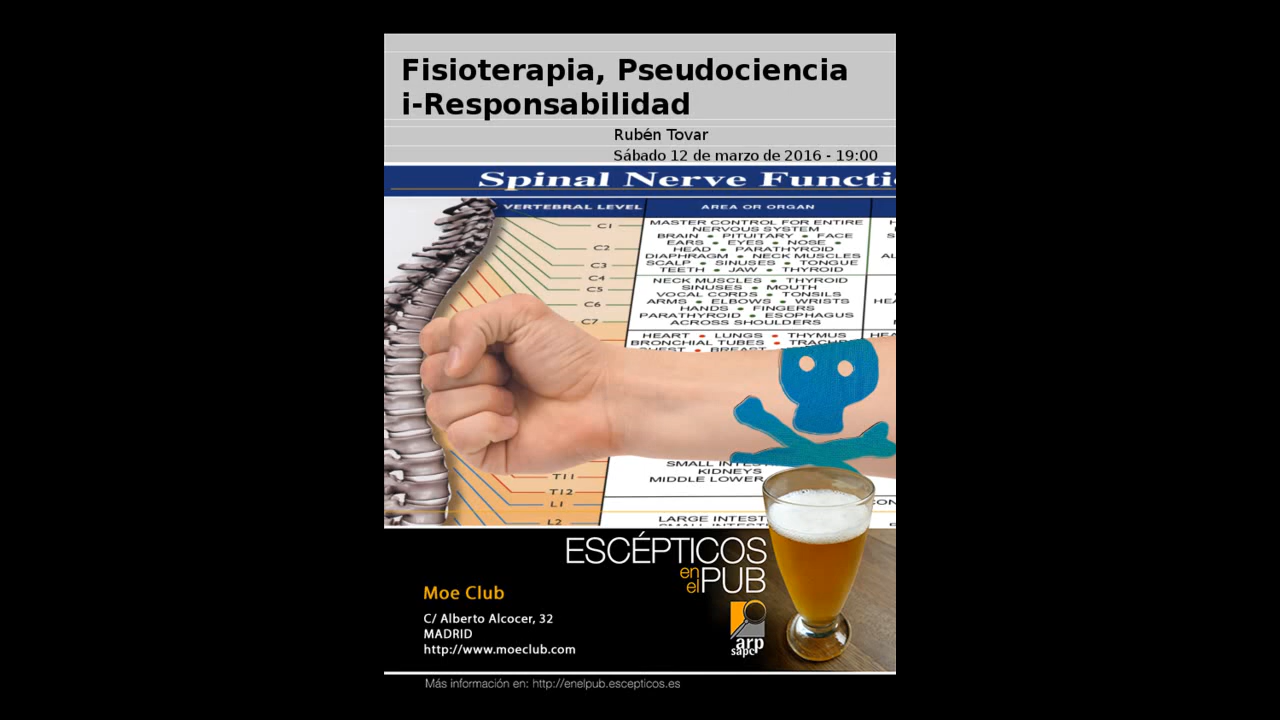 Fisioterapia, Pseudociencia
i-Responsabilidad
Rubén Tovar
Sábado 12 de marzo de 2016 - 19:00
Spinal Nerve Functi
VERTEBRAL LEVEL
AREA OR ORGAN
C1
C2
C3
C4
C5
C6
C7
MASTER CONTROL FOR ENTIRE
NERVOUS SYSTEM
BRAIN • PITUITARY • FACE
EARS • EYES • NOSE •
HEAD • PARATHYROID
DIAPHRAGM • NECK MUSCLES
SCALP • SINUSES • TONGUE
TEETH • JAW • THYROID
NECK MUSCLES • THYROID
SINUSES • MOUTH
VOCAL CORDS • TONSILS
ARMS • ELBOWS • WRISTS
HANDS • FINGERS
PARATHYROID • ESOPHAGUS
ACROSS SHOULDERS
HEART • LUNGS • THYMUS
BRONCHIAL TUBES • TRACH
HEA
HEA
T11
T12
L1
L2
SMALL INTES
KIDNEYS
MIDDLE LOWER
CON
LARGE INTEST
ESCÉPTICOS
en
el PUB
arp
sapc
Moe Club
C/ Alberto Alcocer, 32
MADRID
http://www.moeclub.com
Más información en: http://enelpub.escepticos.es